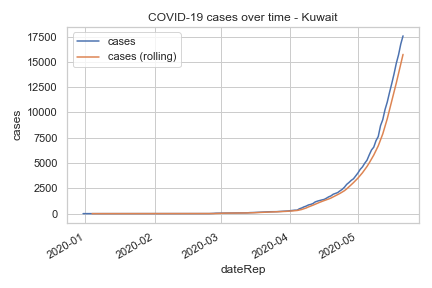 COVID-19 cases over time - Kuwait
cases
cases (rolling)
17500
15000
12500
10000
7500
5000
2500
0
cases
2020-01
2020-02
2020-03
2020-04
2020-05
dateRep